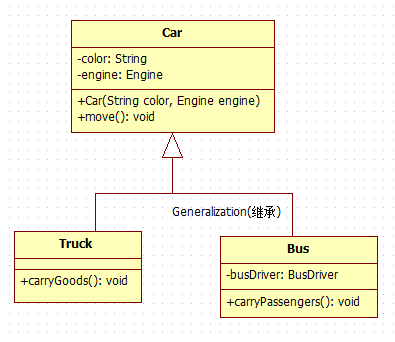 Car
-color: String
-engine: Engine
+Car(String color, Engine engine)
+move(): void
Generalization(继承)
Truck
+carryGoods(): void
Bus
-busDriver: BusDriver
+carryPassengers(): void